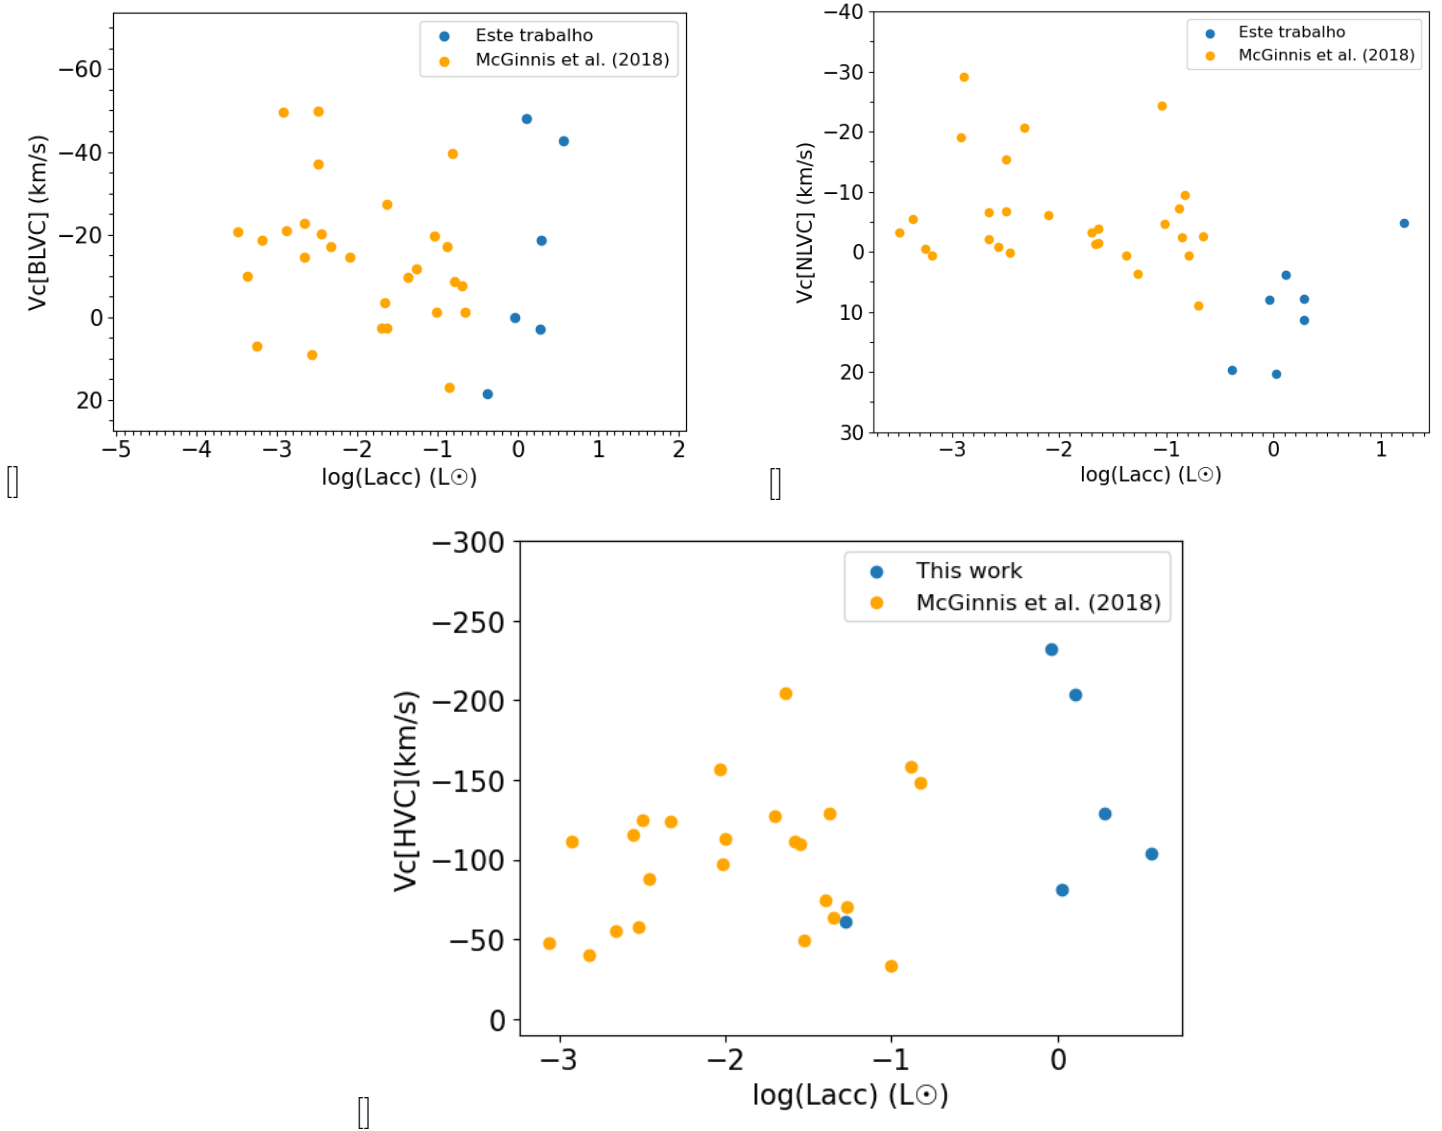 Este trabalho
McGinnis et al. (2018)
−60
−40
−20
0
20
Vc[BLVC] (km/s)
−5 −4 −3 −2 −1 0 1 2
log(Lacc) (L☉)
[]
Este trabalho
McGinnis et al. (2018)
−40
−30
−20
−10
0
10
20
30
Vc[NLVC] (km/s)
−3 −2 −1 0 1
log(Lacc) (L☉)
[]
This work
McGinnis et al. (2018)
−300
−250
−200
−150
−100
−50
0
Vc[HVC](km/s)
−3 −2 −1 0
log(Lacc) (L☉)
[]